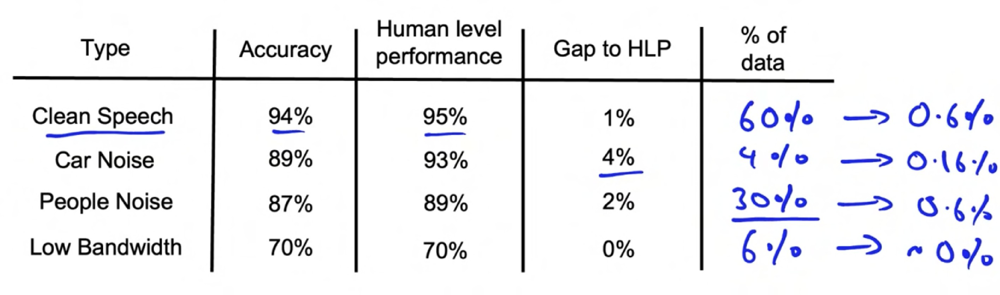 Type Accuracy Human level performance Gap to HLP % of data
Clean Speech 94% 95% 1% 60% → 0.6%
Car Noise 89% 93% 4% 4% → 0.16%
People Noise 87% 89% 2% 30% → 0.6%
Low Bandwidth 70% 70% 0% 6% → ~0%